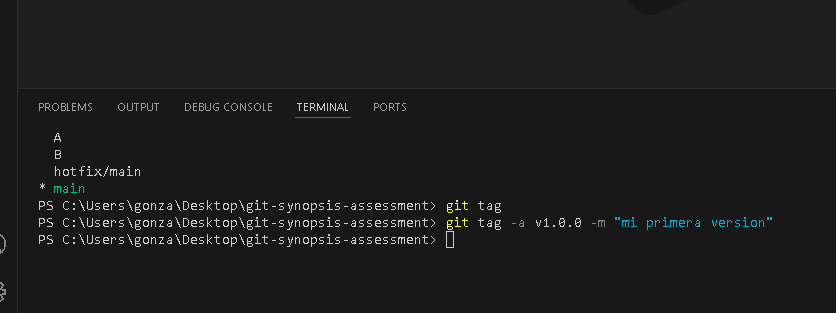 PROBLEMS OUTPUT DEBUG CONSOLE TERMINAL PORTS
A
B
hotfix/main
* main
PS C:\Users\gonza\Desktop\git-synopsis-assessment> git tag
PS C:\Users\gonza\Desktop\git-synopsis-assessment> git tag -a v1.0.0 -m "mi primera version"
PS C:\Users\gonza\Desktop\git-synopsis-assessment>